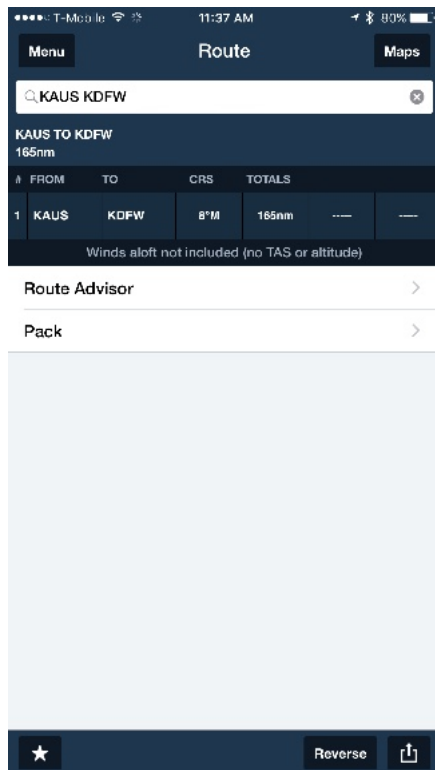 T-Mobile 11:37 AM 80%
Menu Route Maps
KAUS KDFW
KAUS TO KDFW
165nm
# FROM TO CRS TOTALS
1 KAUS KDFW 8°M 165nm ----- ----
Winds aloft not included (no TAS or altitude)
Route Advisor
Pack
Reverse